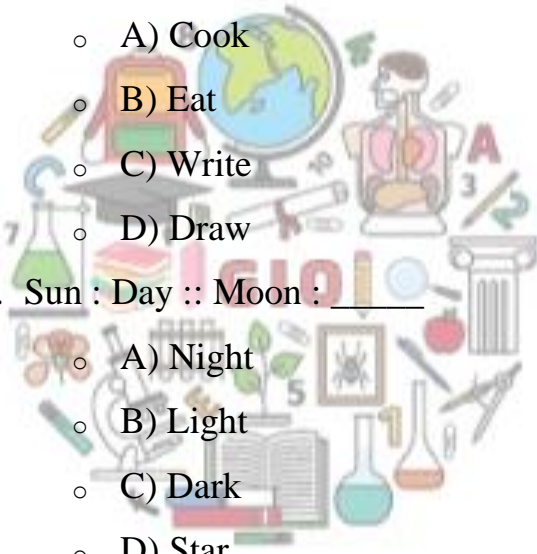 A) Cook
B) Eat
C) Write
D) Draw
. Sun : Day :: Moon : _____
A) Night
B) Light
C) Dark
D) Star